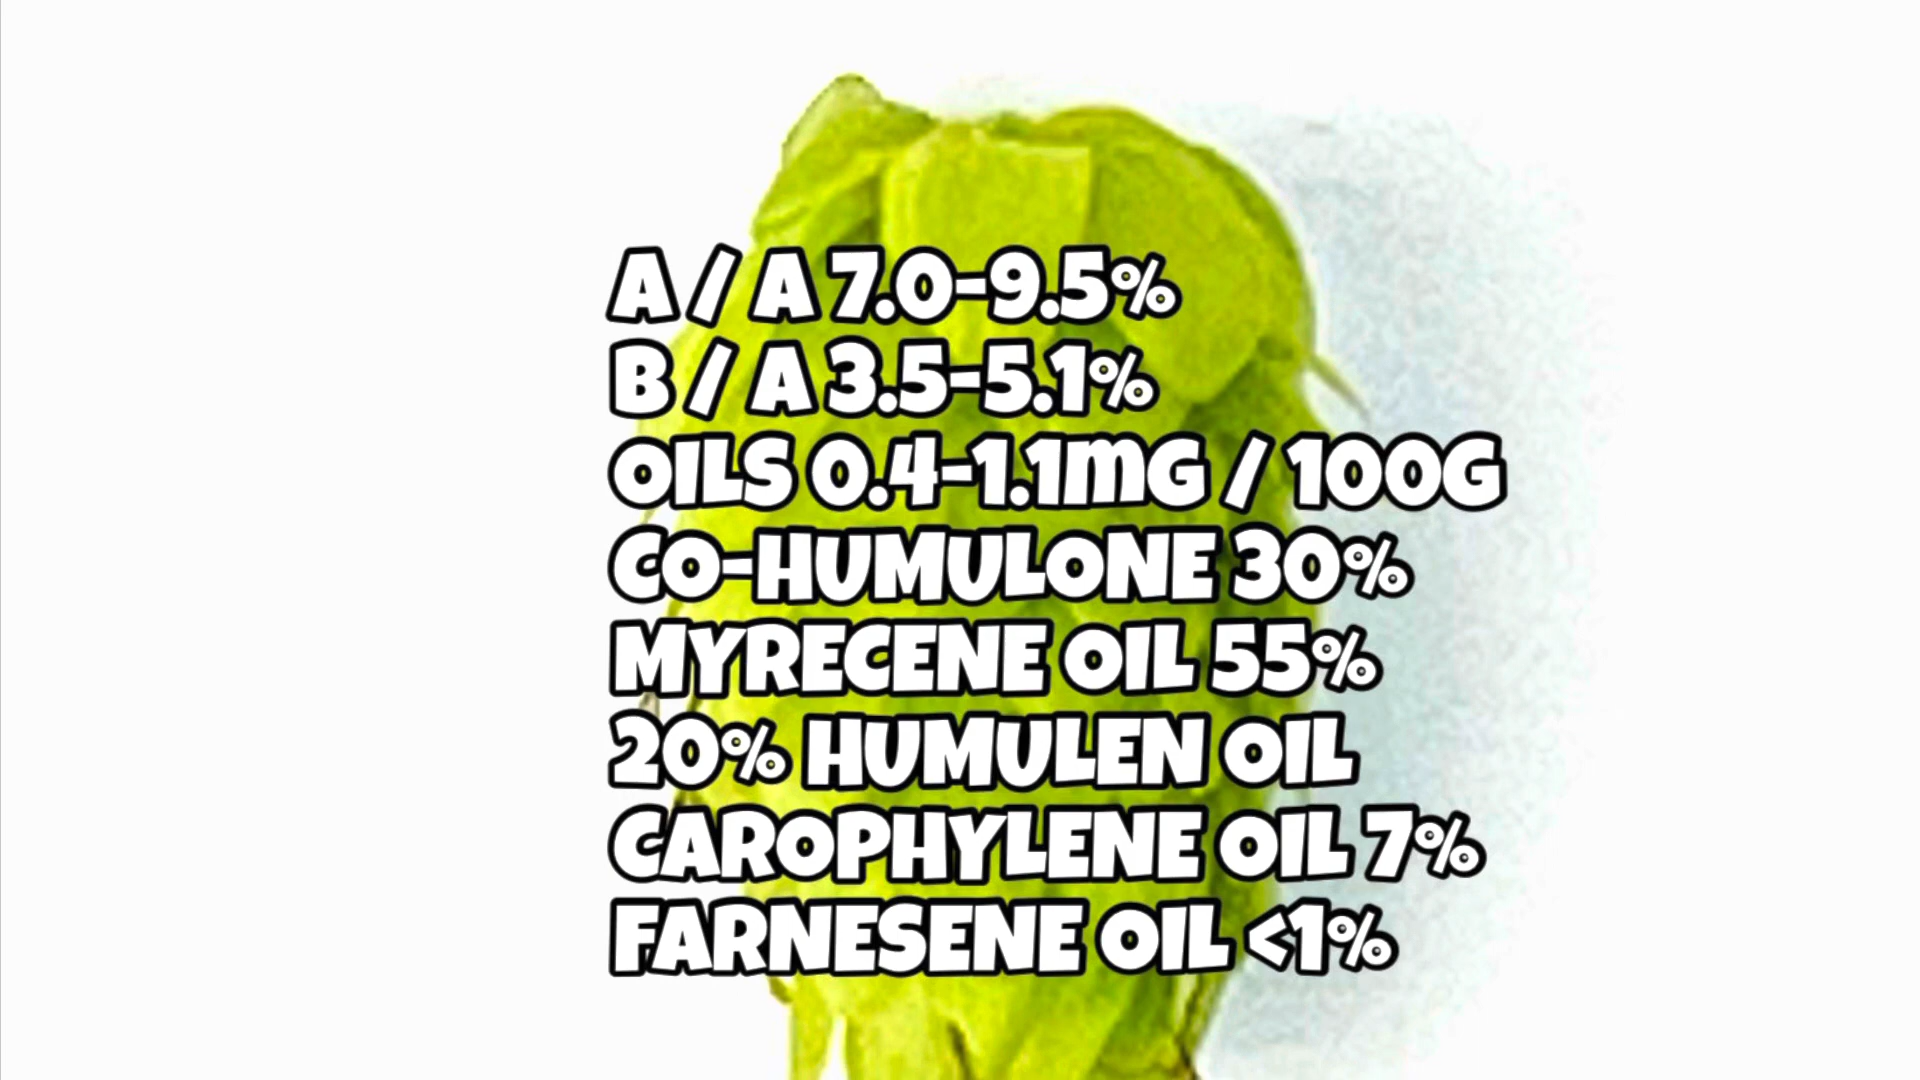 A / A 7.0-9.5%
B / A 3.5-5.1%
OILS 0.4-1.1mG / 100G
CO-HUMULONE 30%
MYRECENE OIL 55%
20% HUMULEN OIL
CAROPHYLENE OIL 7%
FARNESENE OIL <1%